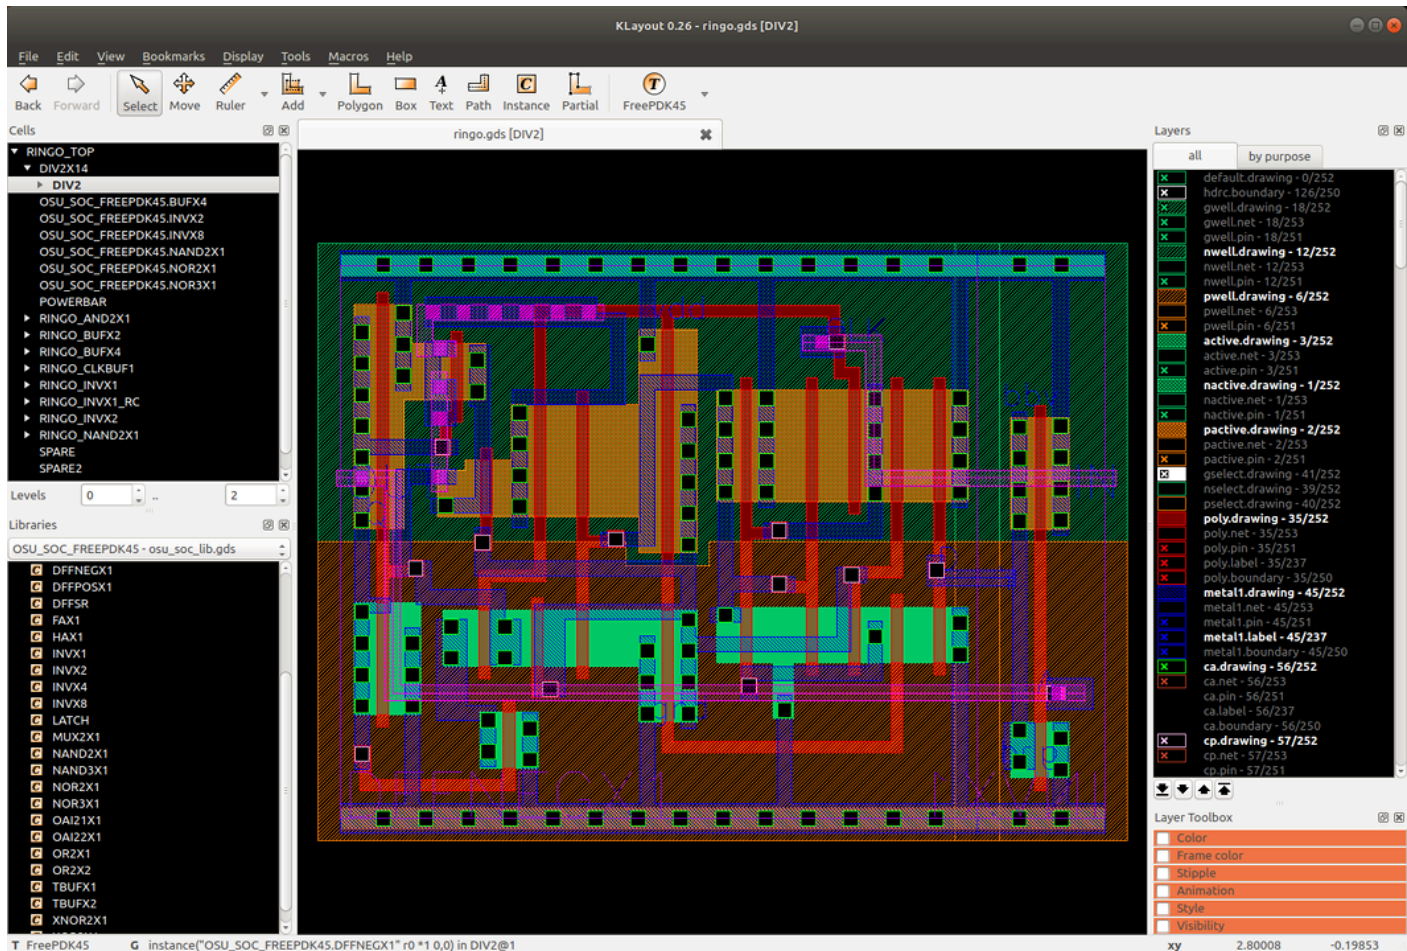 KLayout 0.26 - ringo.gds [DIV2]
File Edit View Bookmarks Display Tools Macros Help
Back Forward Select Move Ruler Add Polygon Box Text Path Instance Partial FreePDK45
Cells
RINGO_TOP
DIV2X14
DIV2
OSU_SOC_FREEPDK45.BUFX4
OSU_SOC_FREEPDK45.INVX2
OSU_SOC_FREEPDK45.INVX8
OSU_SOC_FREEPDK45.NAND2X1
OSU_SOC_FREEPDK45.NOR2X1
OSU_SOC_FREEPDK45.NOR3X1
POWERBAR
RINGO_AND2X1
RINGO_BUFX2
RINGO_BUFX4
RINGO_CLKBUF1
RINGO_INVX1
RINGO_INVX1_RC
RINGO_INVX2
RINGO_NAND2X1
SPARE
SPARE2
Levels 0 .. 2
Libraries
OSU_SOC_FREEPDK45 - osu_soc_lib.gds
DFFNEGX1
DFFPOSX1
DFFSR
FAX1
HAX1
INVX1
INVX2
INVX4
INVX8
LATCH
MUX2X1
NAND2X1
NAND3X1
NOR2X1
NOR3X1
OAI21X1
OAI22X1
OR2X1
OR2X2
TBUFX1
TBUFX2
XNOR2X1
ringo.gds [DIV2]
Layers
all by purpose
default.drawing - 0/252
hdrc.boundary - 126/250
gwell.drawing - 18/252
gwell.net - 18/253
gwell.pin - 18/251
nwell.drawing - 12/252
nwell.net - 12/253
nwell.pin - 12/251
pwell.drawing - 6/252
pwell.net - 6/253
pwell.pin - 6/251
active.drawing - 3/252
active.net - 3/253
active.pin - 3/251
nactive.drawing - 1/252
nactive.net - 1/253
nactive.pin - 1/251
pactive.drawing - 2/252
pactive.net - 2/253
pactive.pin - 2/251
gselect.drawing - 41/252
nselect.drawing - 39/252
pselect.drawing - 40/252
poly.drawing - 35/252
poly.net - 35/253
poly.pin - 35/251
poly.label - 35/237
poly.boundary - 35/250
metal1.drawing - 45/252
metal1.net - 45/253
metal1.pin - 45/251
metal1.label - 45/237
metal1.boundary - 45/250
ca.drawing - 56/252
ca.net - 56/253
ca.pin - 56/251
ca.label - 56/237
ca.boundary - 56/250
cp.drawing - 57/252
cp.net - 57/253
cp.pin - 57/251
Layer Toolbox
Color
Frame color
Stipple
Animation
Style
Visibility
T FreePDK45 G instance("OSU_SOC_FREEPDK45.DFFNEGX1" r0 *1 0,0) in DIV2@1 xy 2.80008 -0.19853